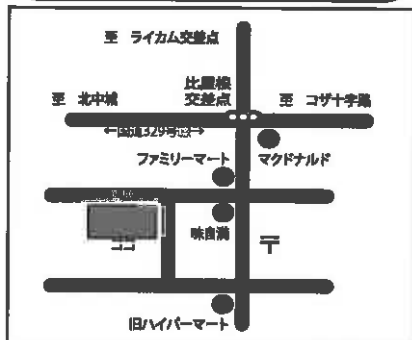 至 ライカム交差点
比屋根
交差点
至 北中城
至 コザ十字路
←国道329号線→
ファミリーマート
マクドナルド
味自満
〒
旧ハイパーマート